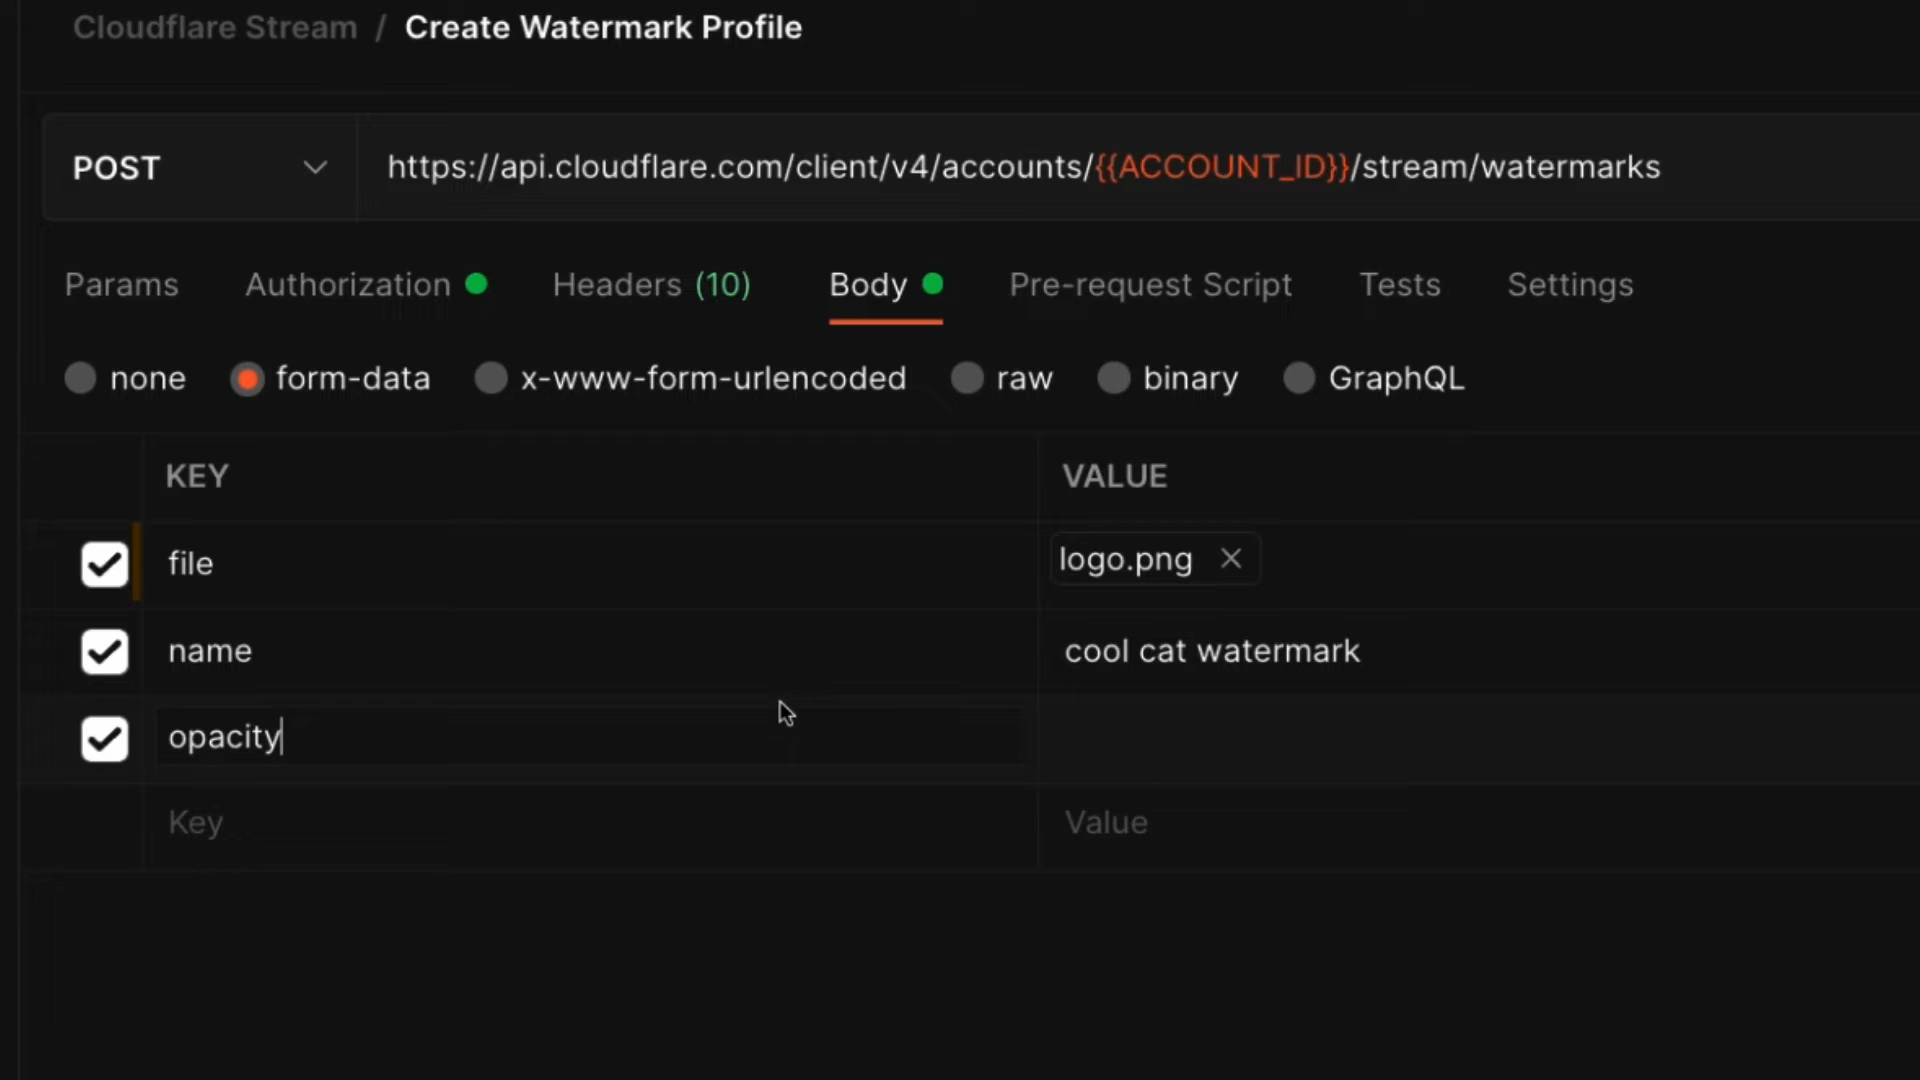 Cloudflare Stream / Create Watermark Profile
POST https://api.cloudflare.com/client/v4/accounts/{{ACCOUNT_ID}}/stream/watermarks
Params Authorization Headers (10) Body Pre-request Script Tests Settings
none form-data x-www-form-urlencoded raw binary GraphQL
KEY VALUE
file logo.png
name cool cat watermark
opacity
Key Value